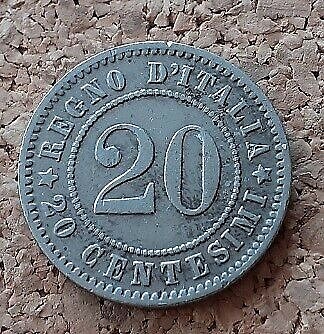 ★ REGNO D'ITALIA ★
20
20 CENTESIMI